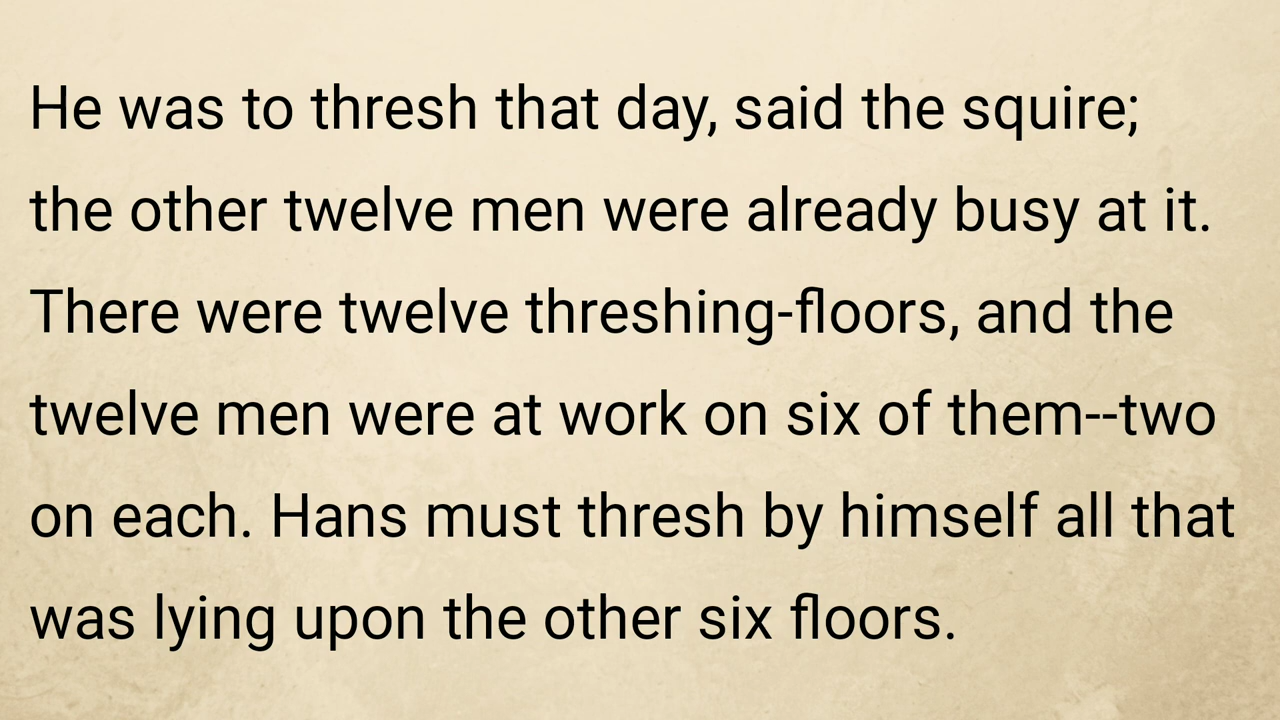 He was to thresh that day, said the squire;
the other twelve men were already busy at it.
There were twelve threshing-floors, and the
twelve men were at work on six of them--two
on each. Hans must thresh by himself all that
was lying upon the other six floors.